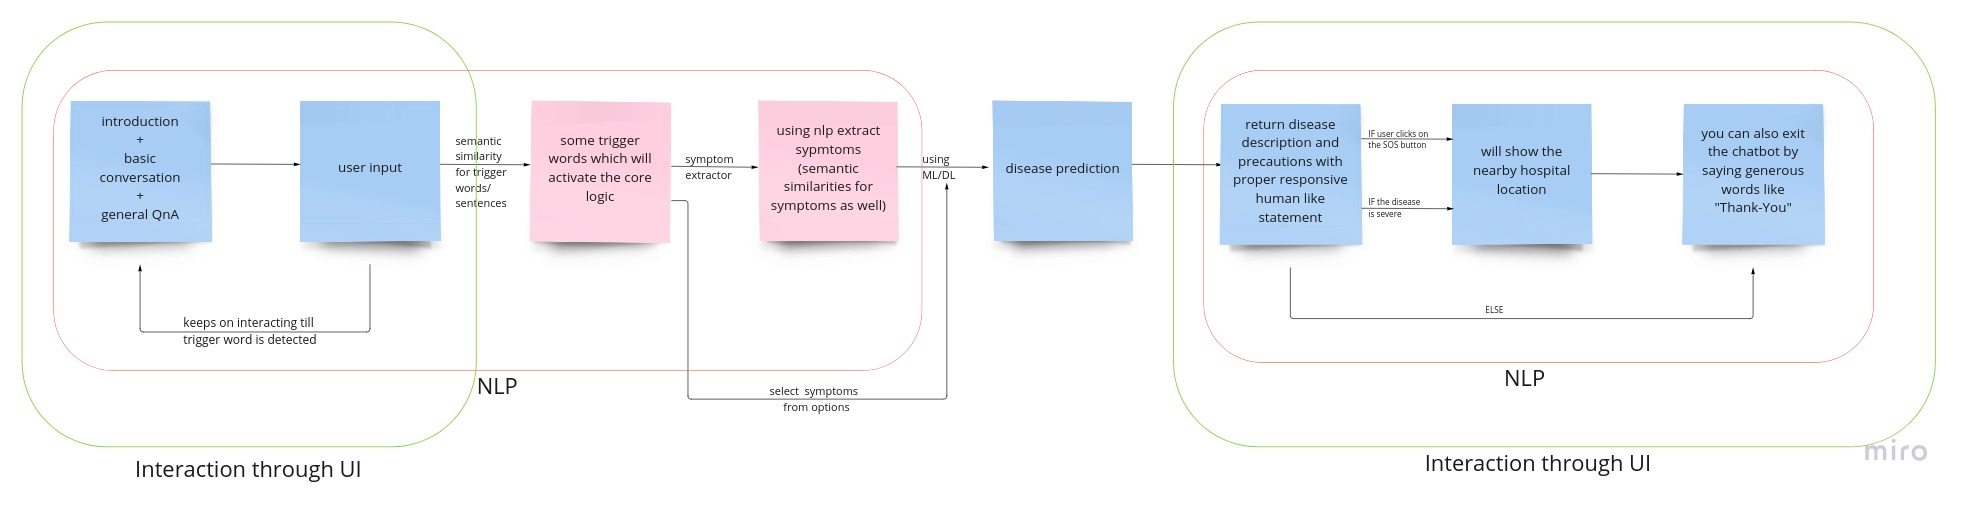 introduction
+
basic
conversation
+
general QnA
user input
keeps on interacting till
trigger word is detected
semantic
similarity
for trigger
words/
sentences
some trigger
words which will
activate the core
logic
symptom
extractor
using nlp extract
sypmtoms
(semantic
similarities for
symptoms as well)
select symptoms
from options
using
ML/DL
disease prediction
NLP
Interaction through UI
return disease
description and
precautions with
proper responsive
human like
statement
IF user clicks on
the SOS button
IF the disease
is severe
will show the
nearby hospital
location
you can also exit
the chatbot by
saying generous
words like
"Thank-You"
ELSE
NLP
Interaction through UI
miro